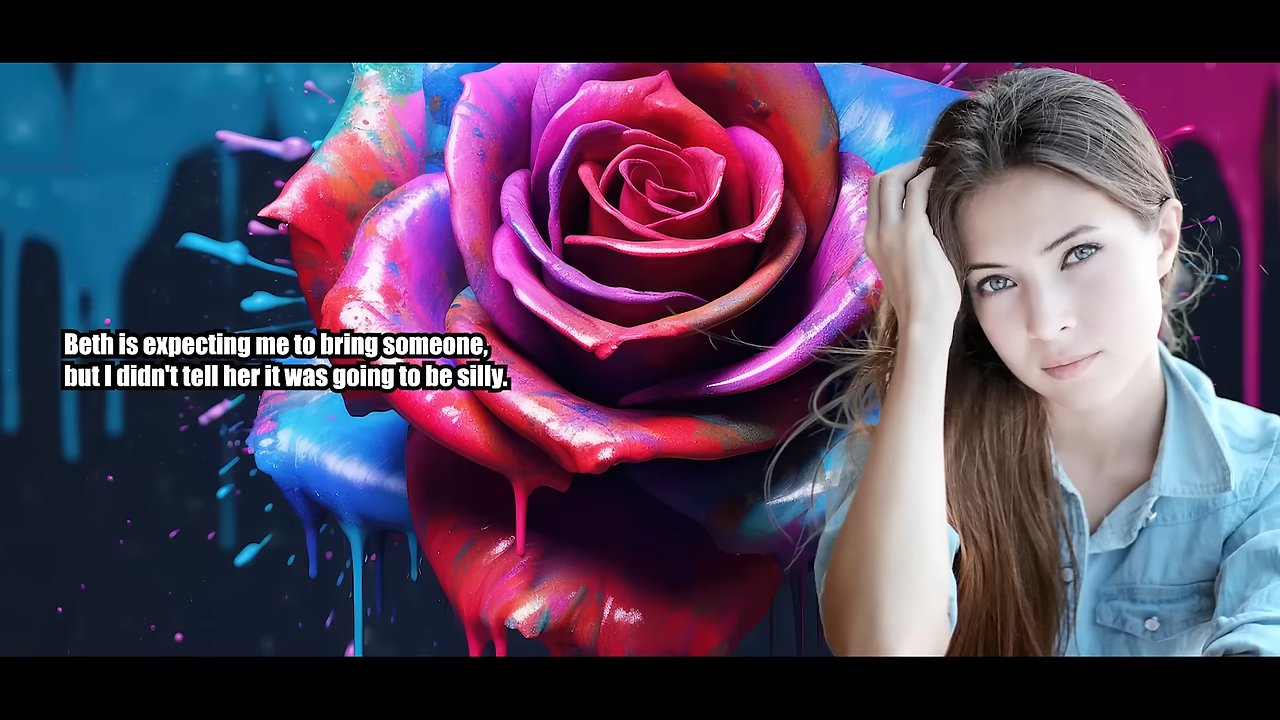 Beth is expecting me to bring someone,
but I didn't tell her it was going to be silly.